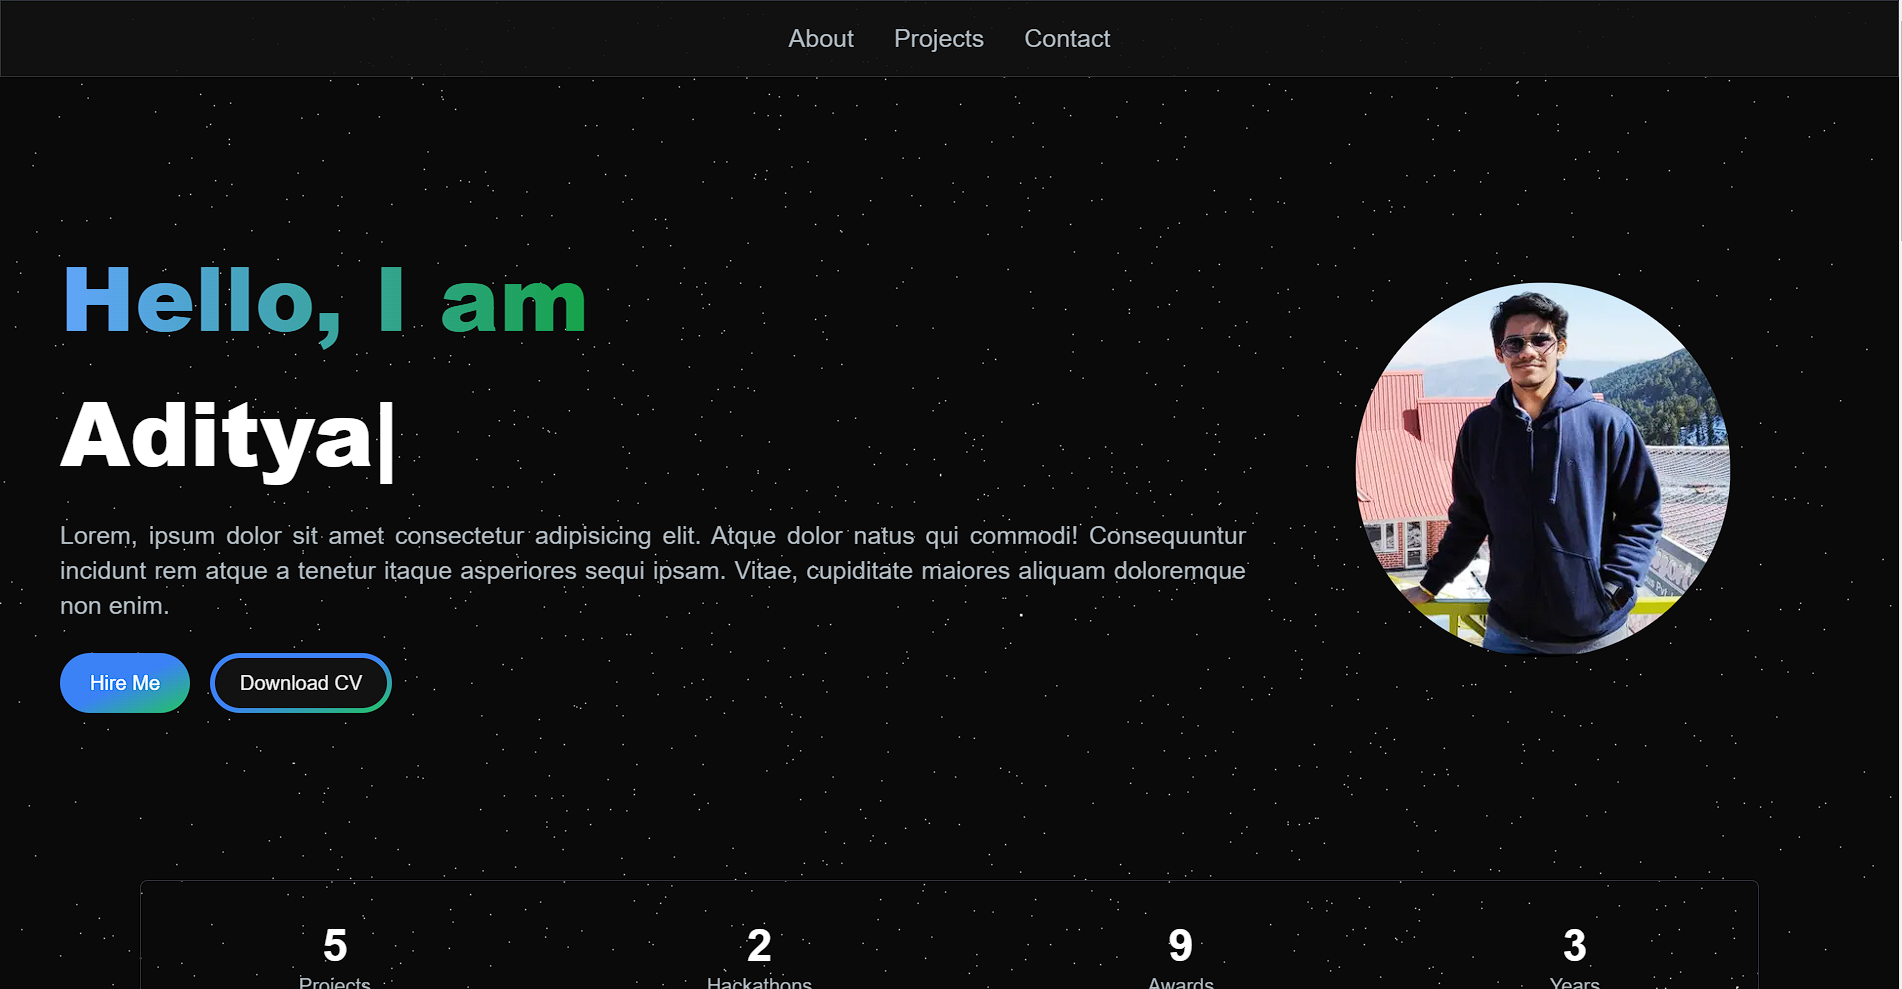 About Projects Contact
Hello, I am
Aditya|
Lorem, ipsum dolor sit amet consectetur adipisicing elit. Atque dolor natus qui commodi! Consequuntur
incidunt rem atque a tenetur itaque asperiores sequi ipsam. Vitae, cupiditate maiores aliquam doloremque
non enim.
Hire Me Download CV
5 2 9 3
Projects Hackathons Awards Years